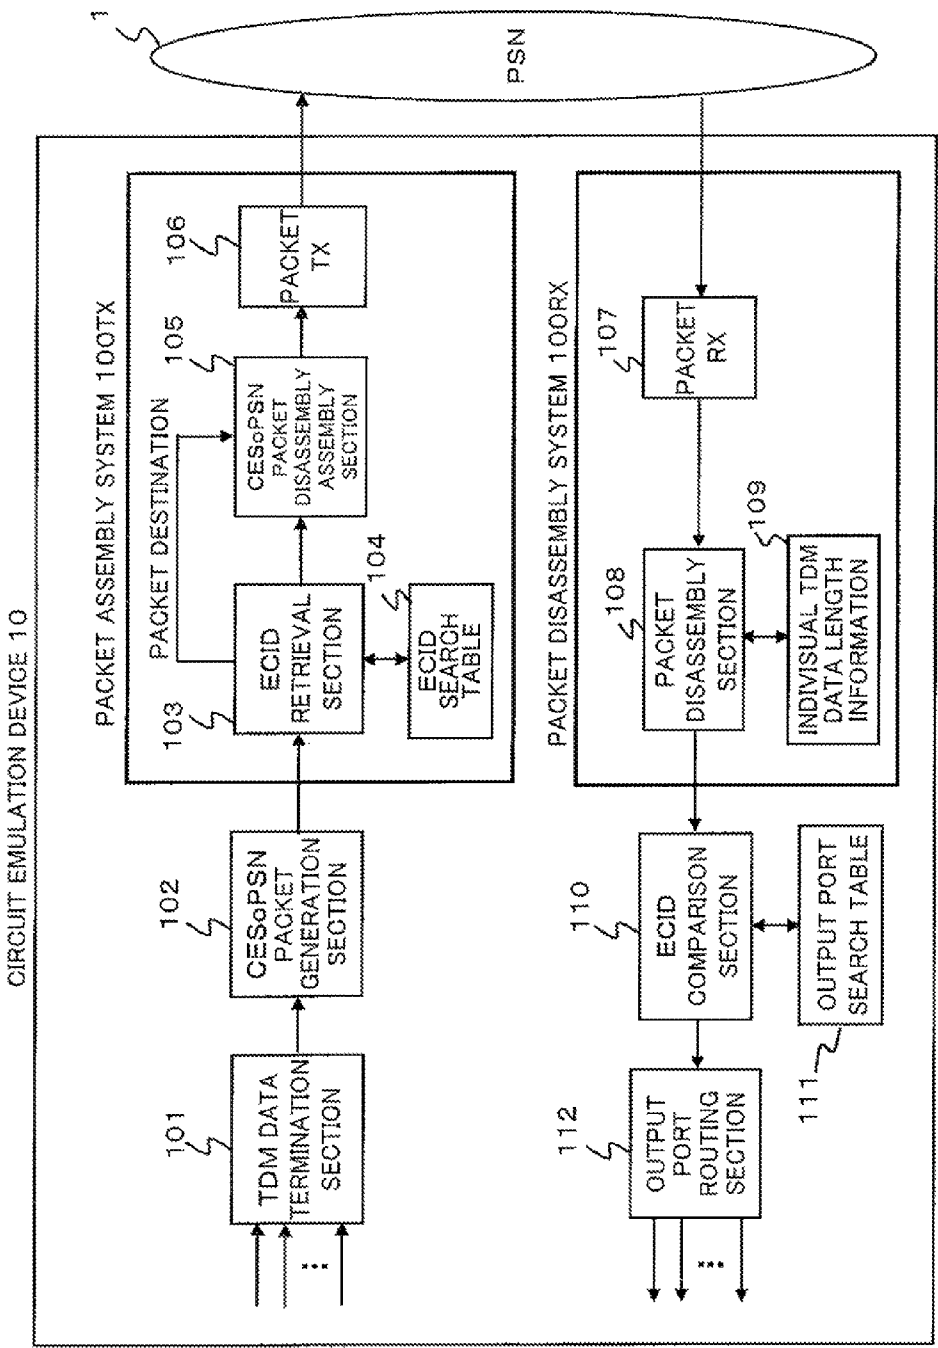 CIRCUIT EMULATION DEVICE 10
1
PSN
PACKET ASSEMBLY SYSTEM 100TX
101
TDM DATA
TERMINATION
SECTION
102
CESoPSN
PACKET
GENERATION
SECTION
103
ECID
RETRIEVAL
SECTION
104
ECID
SEARCH
TABLE
PACKET DESTINATION
105
CESoPSN
PACKET
DISASSEMBLY
ASSEMBLY
SECTION
106
PACKET
TX
PACKET DISASSEMBLY SYSTEM 100RX
107
PACKET
RX
108
PACKET
DISASSEMBLY
SECTION
109
INDIVISUAL TDM
DATA LENGTH
INFORMATION
110
ECID
COMPARISON
SECTION
111
OUTPUT PORT
SEARCH TABLE
112
OUTPUT
PORT
ROUTING
SECTION